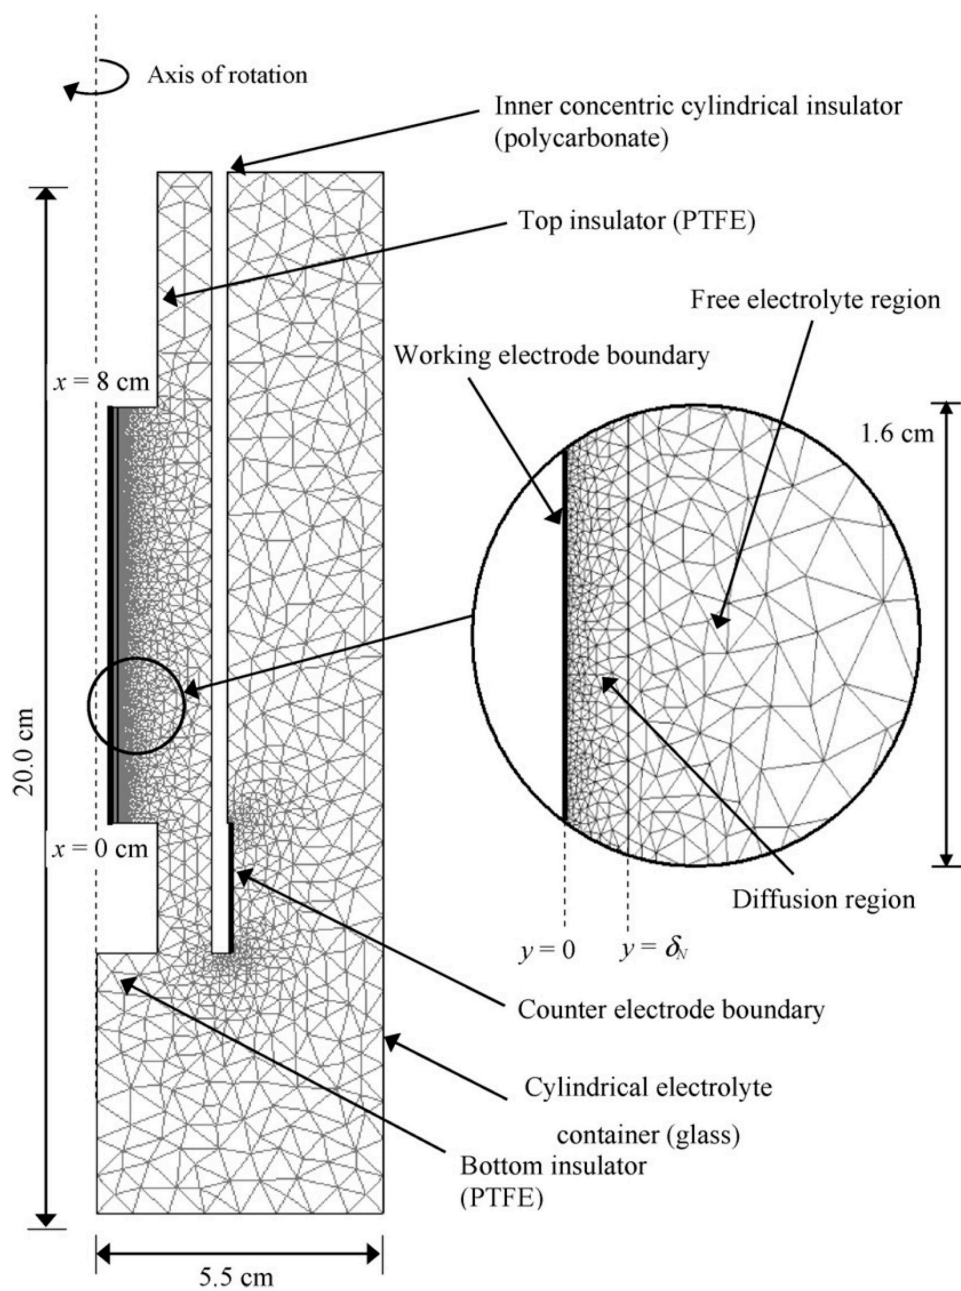 Axis of rotation
Inner concentric cylindrical insulator
(polycarbonate)
Top insulator (PTFE)
Free electrolyte region
Working electrode boundary
x = 8 cm
1.6 cm
20.0 cm
x = 0 cm
Diffusion region
y = 0
y = δN
Counter electrode boundary
Cylindrical electrolyte
container (glass)
Bottom insulator
(PTFE)
5.5 cm